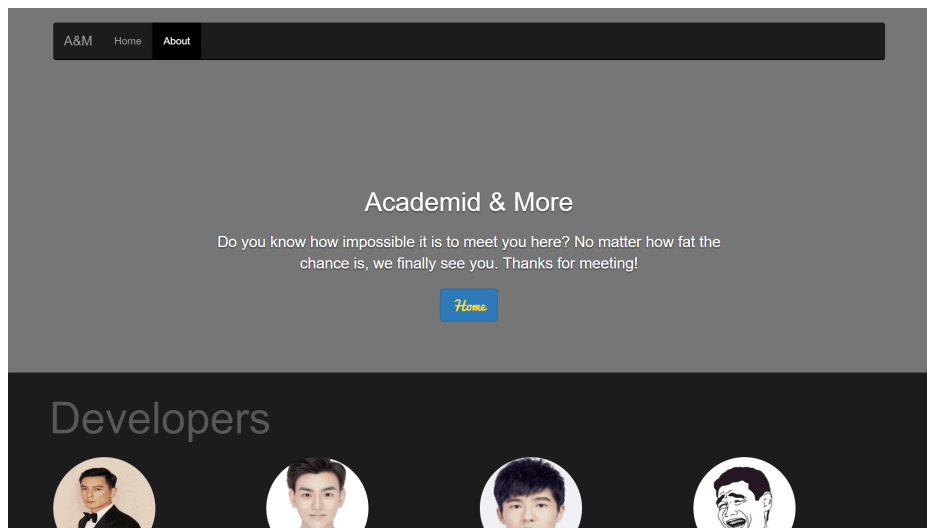 A&M Home About
Academid & More
Do you know how impossible it is to meet you here? No matter how fat the
chance is, we finally see you. Thanks for meeting!
Home
Developers